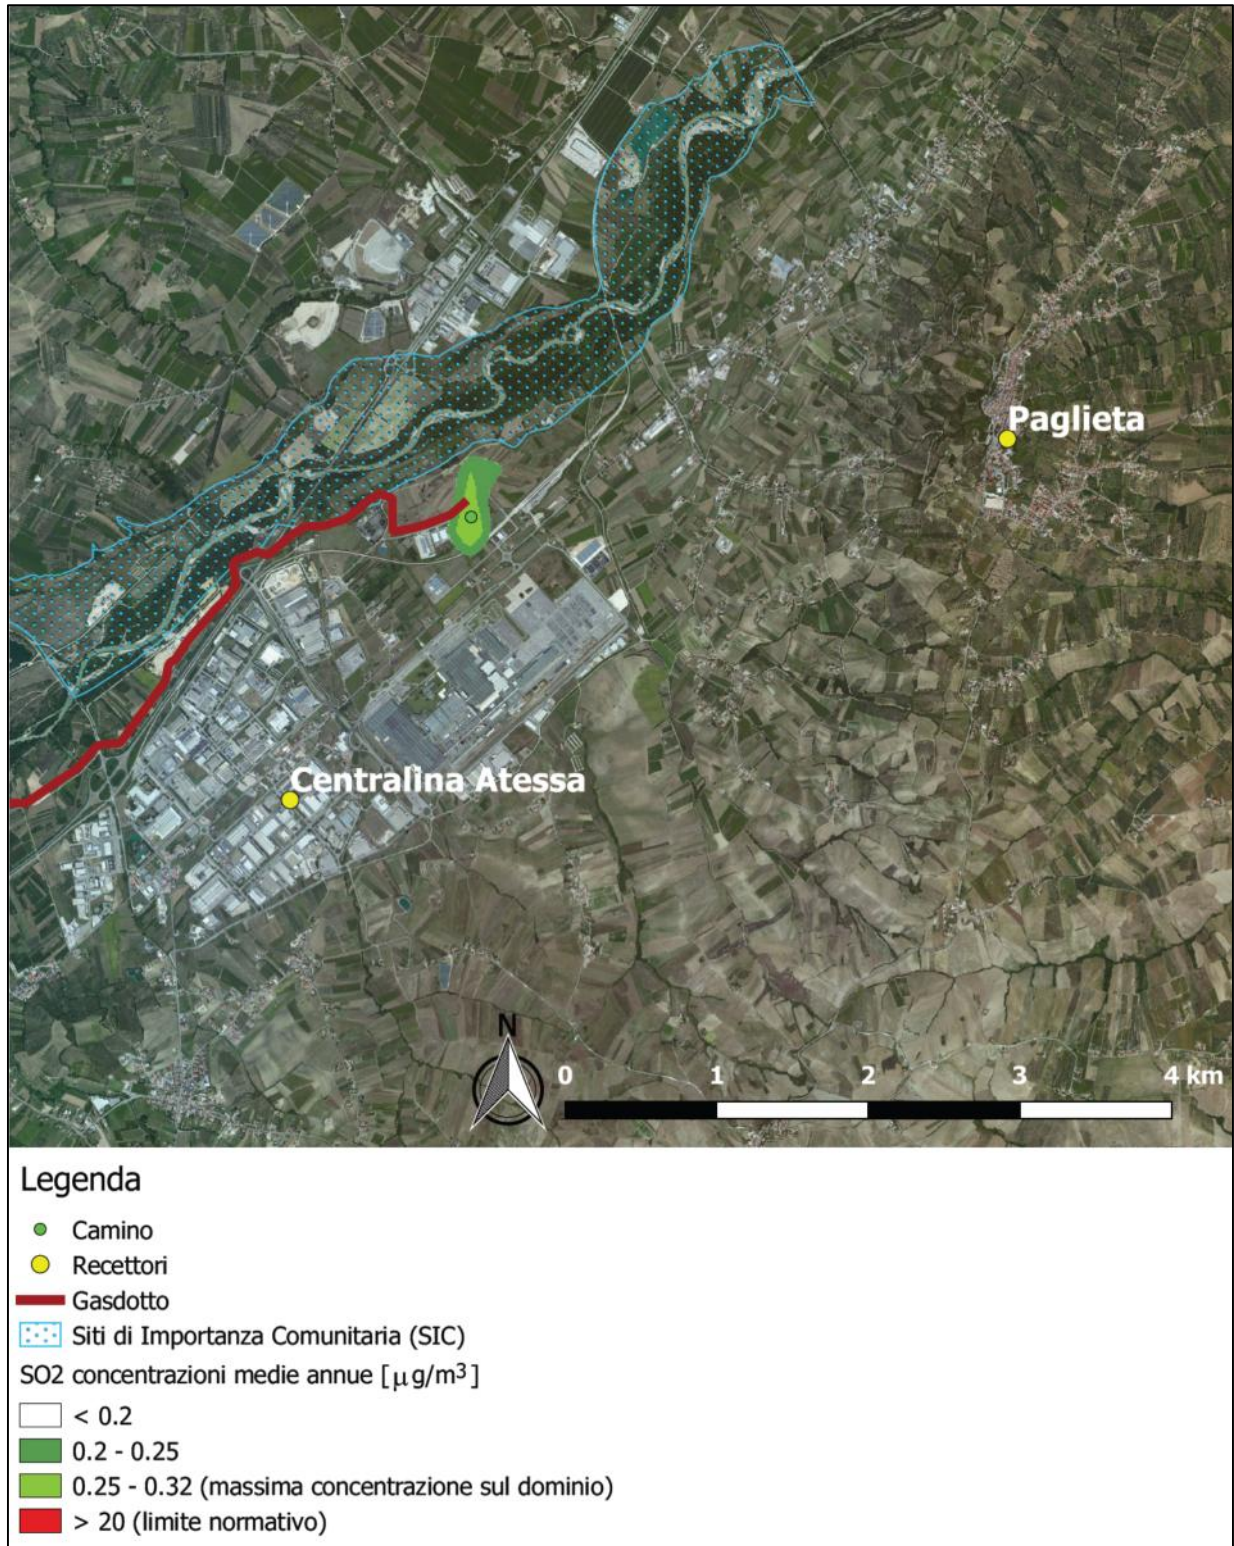 Paglieta
Centralina Atessa
N
0 1 2 3 4 km
Legenda
Camino
Recettori
Gasdotto
Siti di Importanza Comunitaria (SIC)
SO2 concentrazioni medie annue [μg/m³]
< 0.2
0.2 - 0.25
0.25 - 0.32 (massima concentrazione sul dominio)
> 20 (limite normativo)